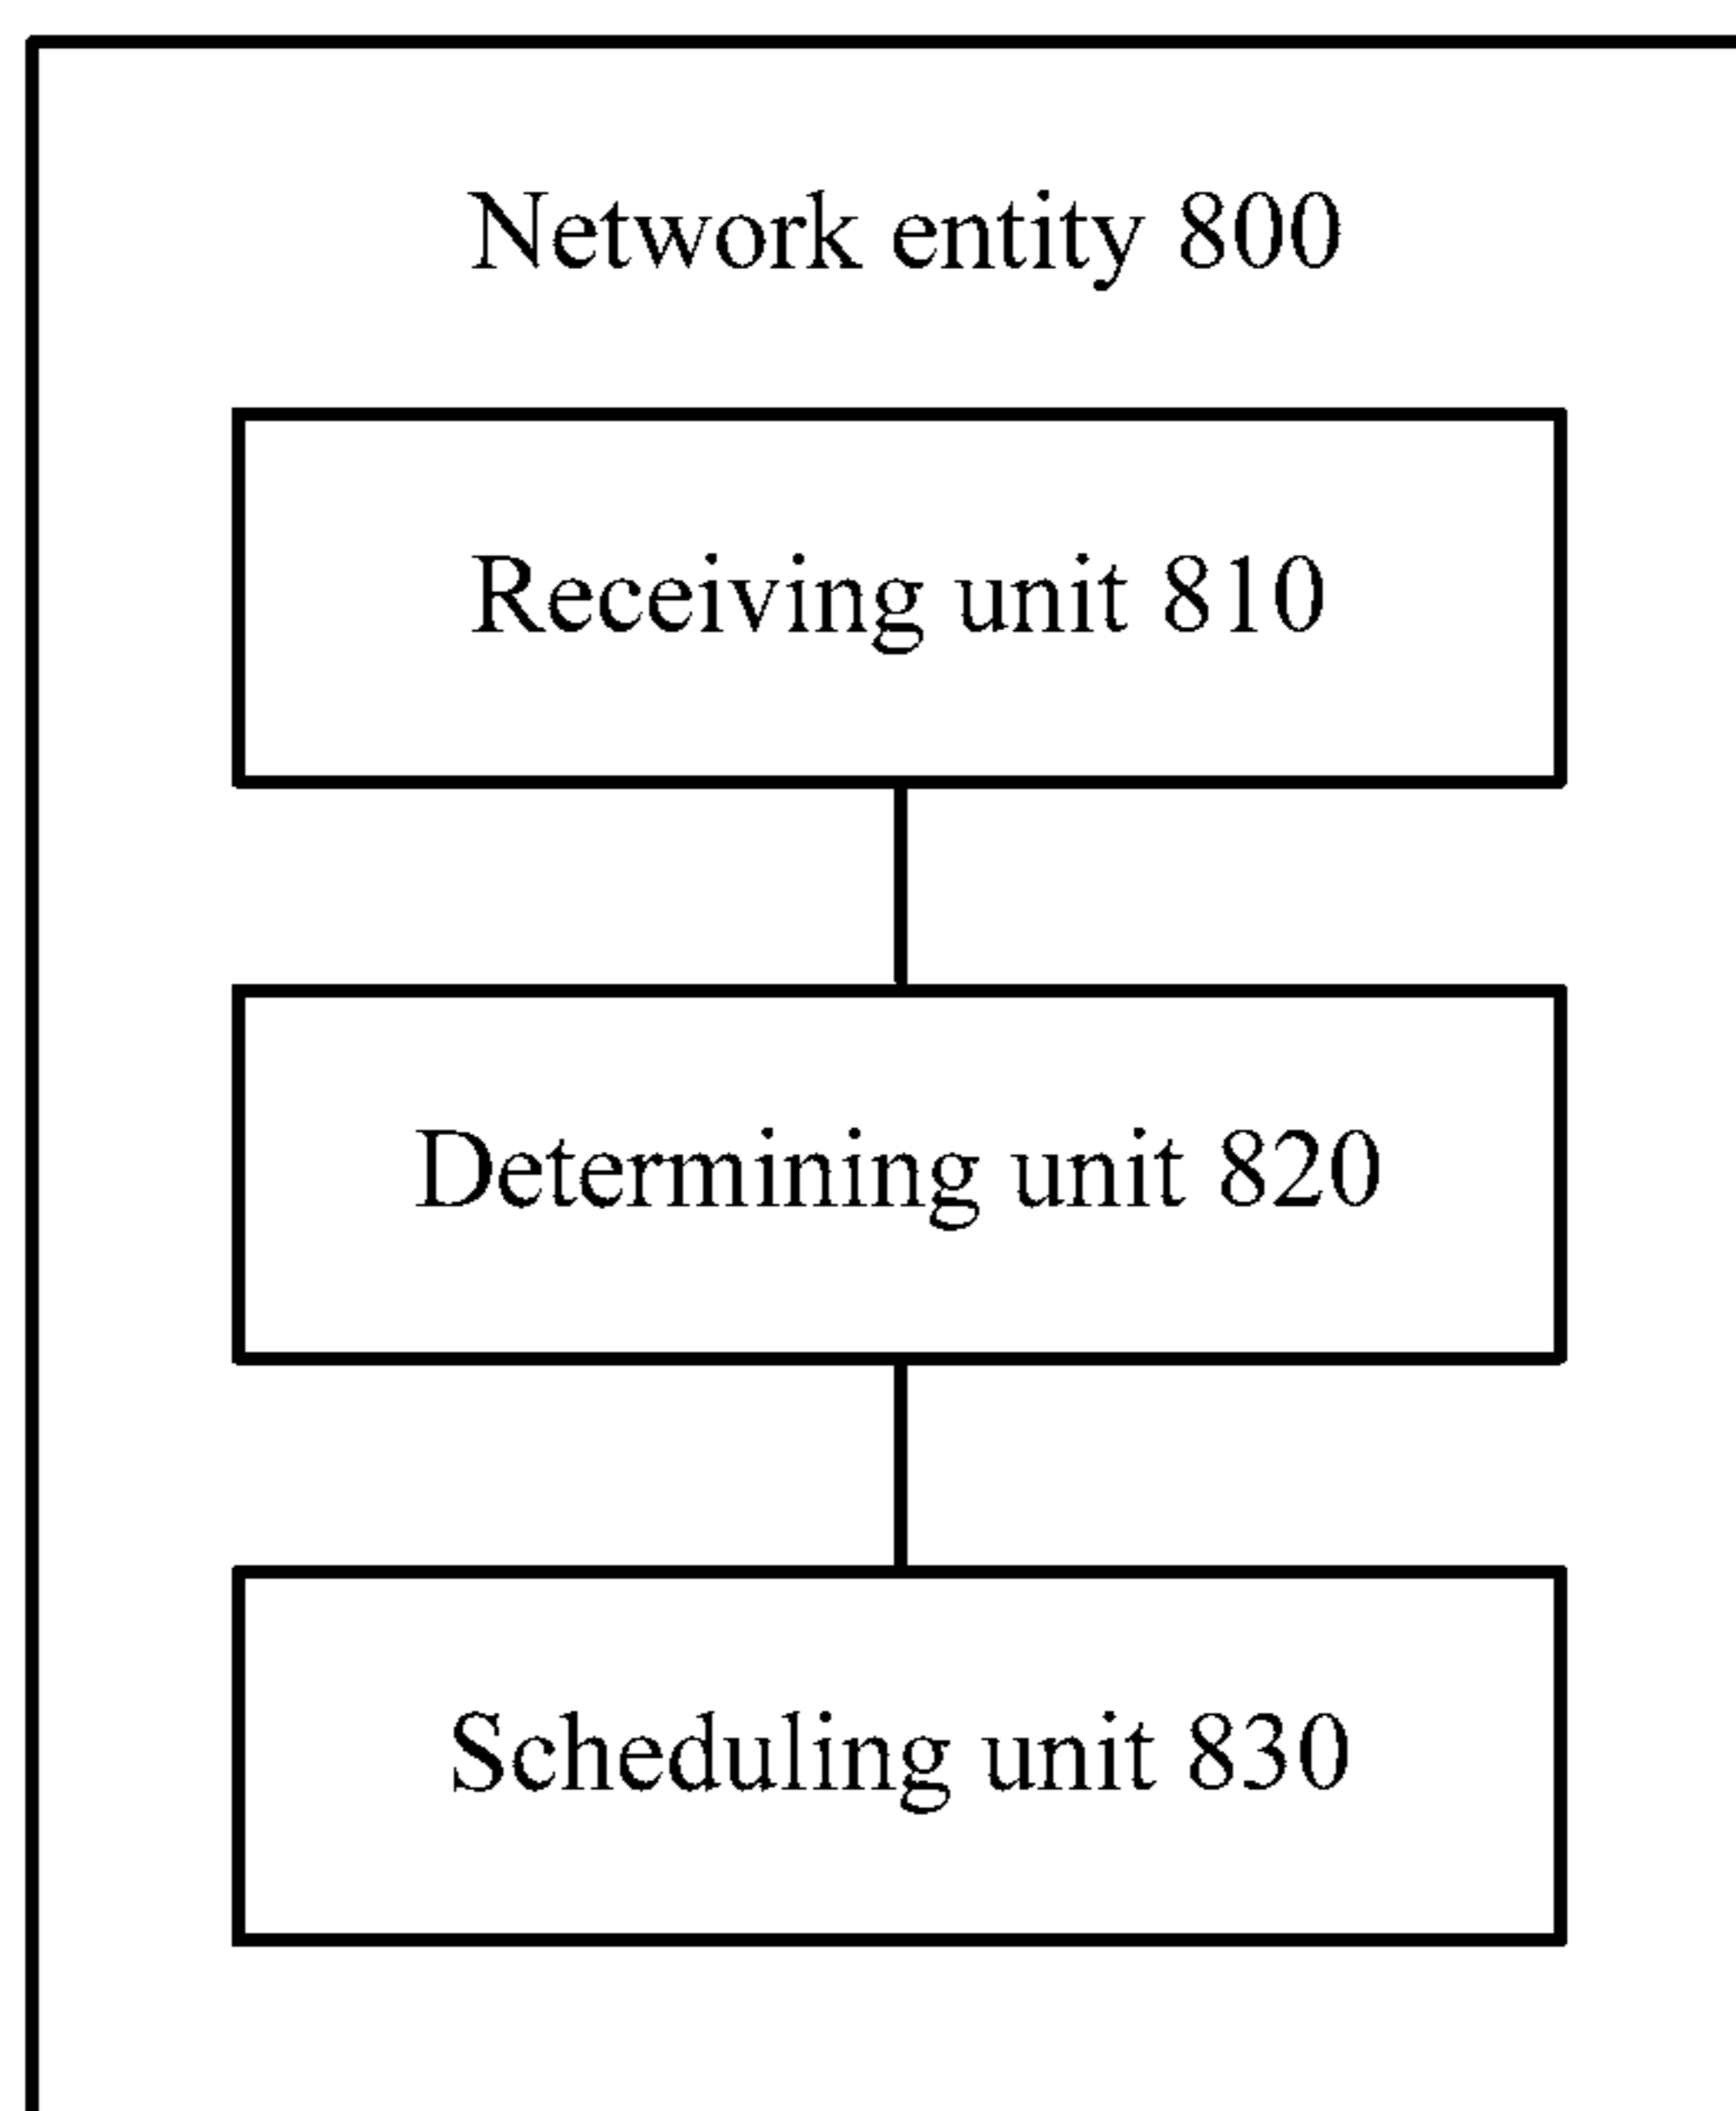 Network entity 800
Receiving unit 810
Determining unit 820
Scheduling unit 830